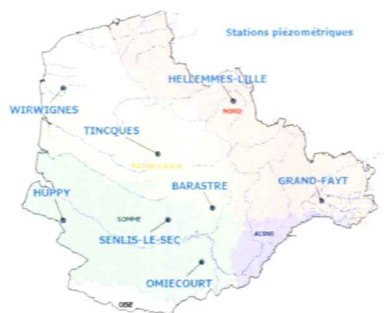 Stations piézométriques
HELLEMMES-LILLE
NORD
WIRWIGNES
TINCQUES
BARASTRE
GRAND-FAYT
HUPPY
SOMME
SENLIS-LE-SEC
AISNE
OMIECOURT
OISE